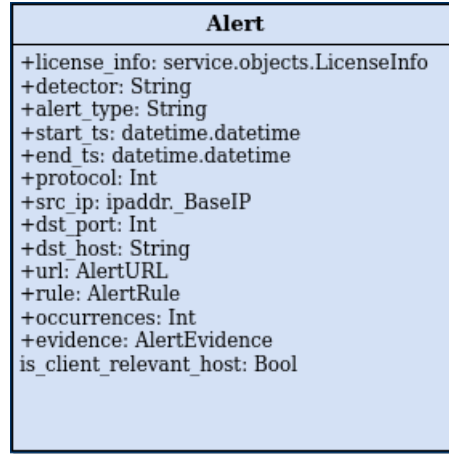 Alert
+license_info: service.objects.LicenseInfo
+detector: String
+alert_type: String
+start_ts: datetime.datetime
+end_ts: datetime.datetime
+protocol: Int
+src_ip: ipaddr._BaseIP
+dst_port: Int
+dst_host: String
+url: AlertURL
+rule: AlertRule
+occurrences: Int
+evidence: AlertEvidence
is_client_relevant_host: Bool